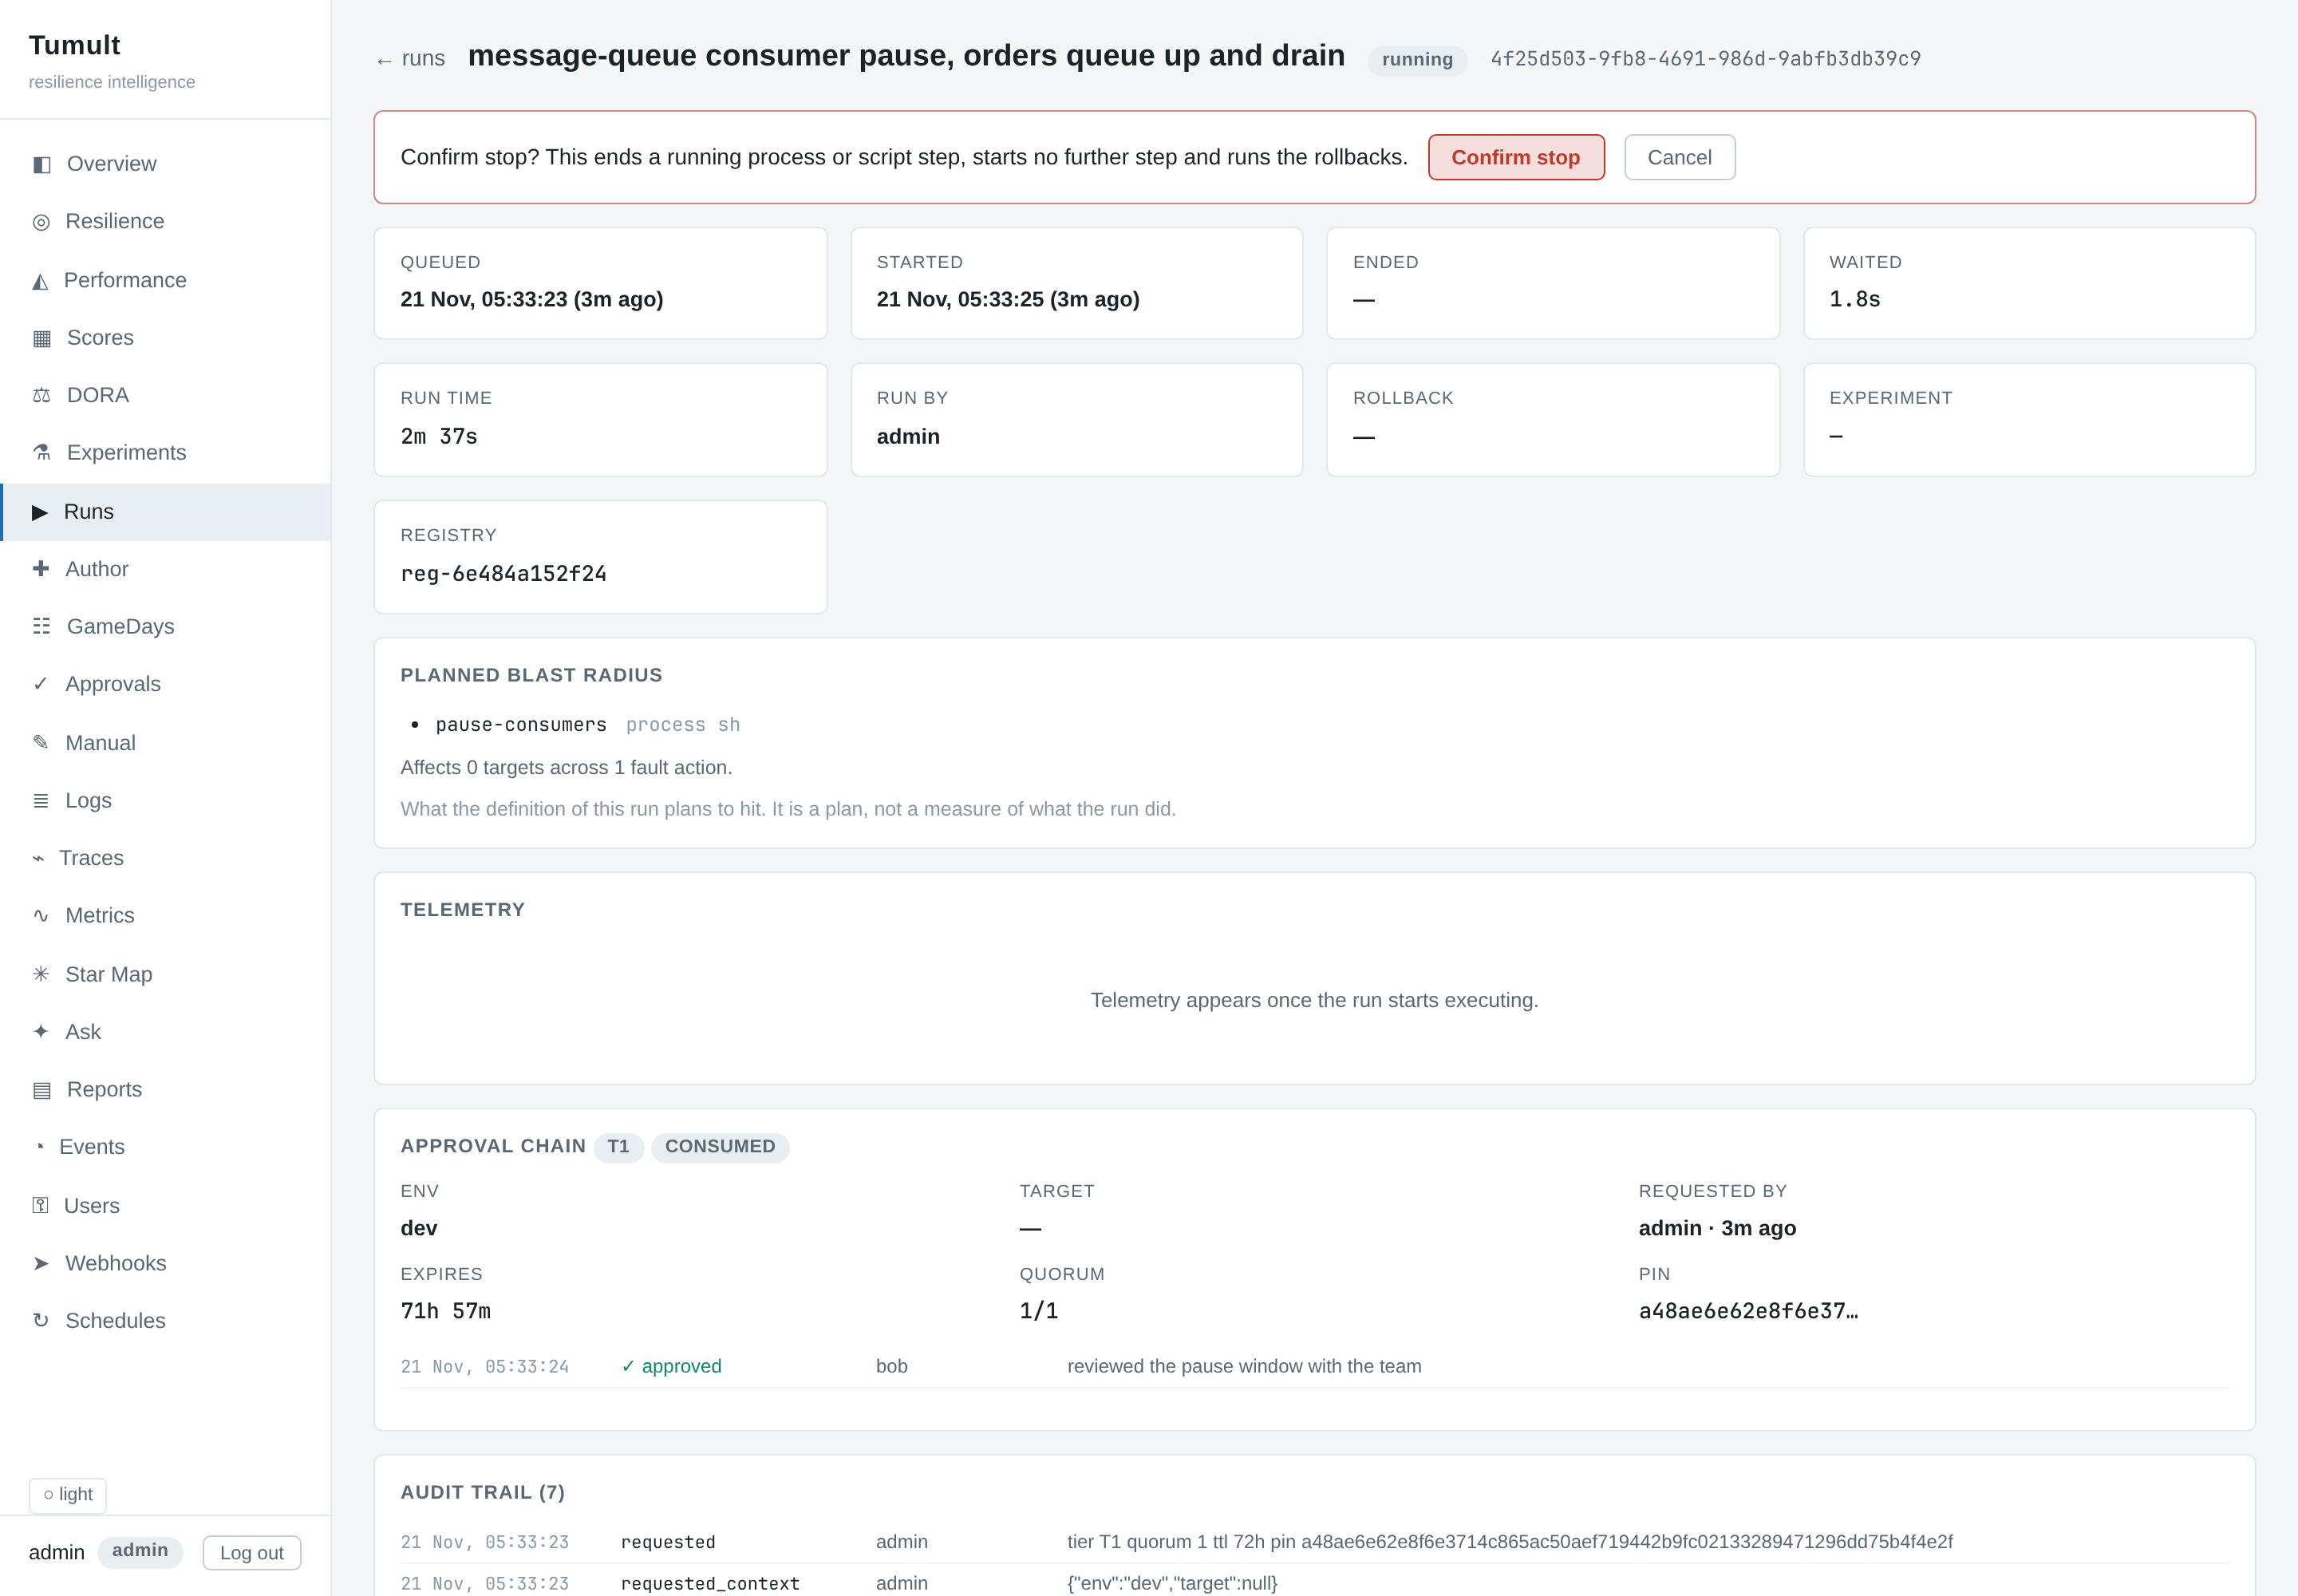 Tumult
resilience intelligence
Overview
Resilience
Performance
Scores
DORA
Experiments
Runs
Author
GameDays
Approvals
Manual
Logs
Traces
Metrics
Star Map
Ask
Reports
Events
Users
Webhooks
Schedules
○ light
admin admin Log out
← runs message-queue consumer pause, orders queue up and drain running 4f25d503-9fb8-4691-986d-9abfb3db39c9
Confirm stop? This ends a running process or script step, starts no further step and runs the rollbacks. Confirm stop Cancel
QUEUED STARTED ENDED WAITED
21 Nov, 05:33:23 (3m ago) 21 Nov, 05:33:25 (3m ago) — 1.8s
RUN TIME RUN BY ROLLBACK EXPERIMENT
2m 37s admin — —
REGISTRY
reg-6e484a152f24
PLANNED BLAST RADIUS
• pause-consumers process sh
Affects 0 targets across 1 fault action.
What the definition of this run plans to hit. It is a plan, not a measure of what the run did.
TELEMETRY
Telemetry appears once the run starts executing.
APPROVAL CHAIN T1 CONSUMED
ENV TARGET REQUESTED BY
dev — admin · 3m ago
EXPIRES QUORUM PIN
71h 57m 1/1 a48ae6e62e8f6e37…
21 Nov, 05:33:24 ✓ approved bob reviewed the pause window with the team
AUDIT TRAIL (7)
21 Nov, 05:33:23 requested admin tier T1 quorum 1 ttl 72h pin a48ae6e62e8f6e3714c865ac50aef719442b9fc02133289471296dd75b4f4e2f
21 Nov, 05:33:23 requested_context admin {"env":"dev","target":null}